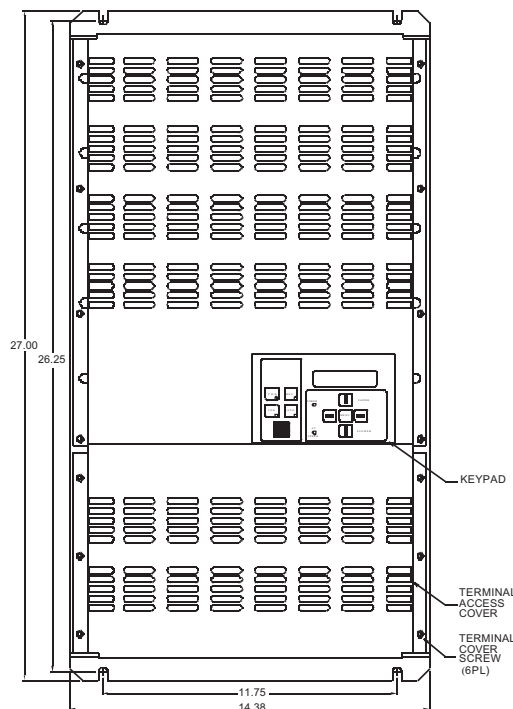 27.00
26.25
KEYPAD
TERMINAL
ACCESS
COVER
TERMINAL
COVER
SCREW
(6PL)
11.75
14.38